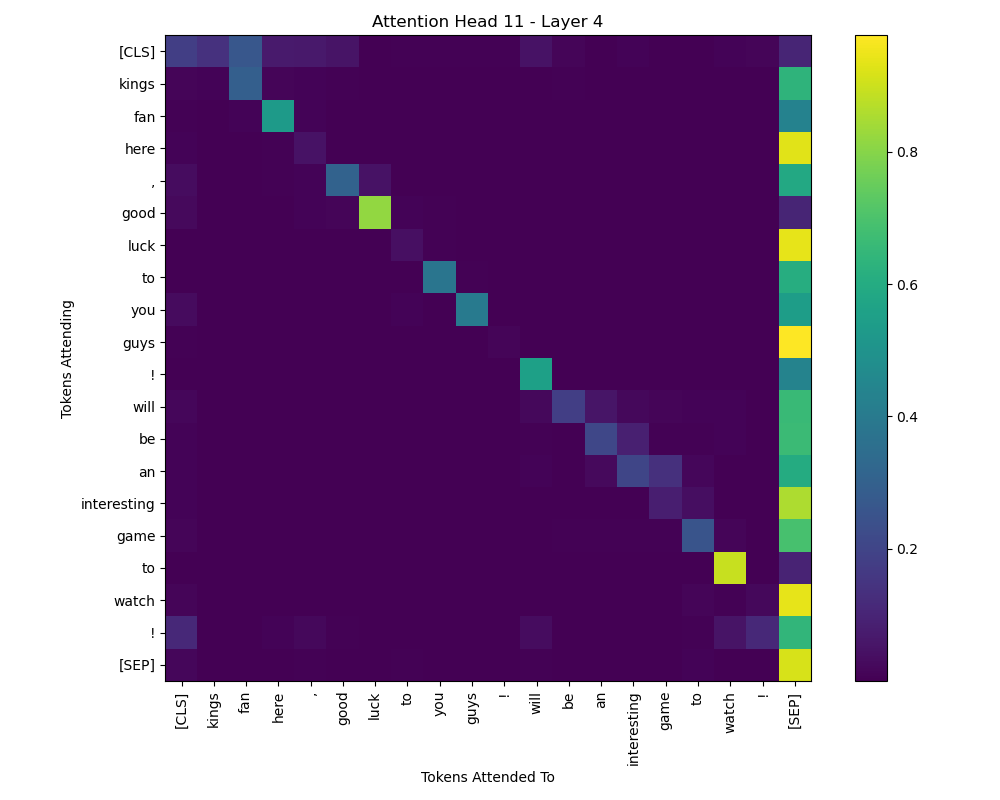 Attention Head 11 - Layer 4
[CLS]
kings
fan
here
,
good
luck
to
you
guys
!
will
be
an
interesting
game
to
watch
!
[SEP]
Tokens Attending
[CLS]
kings
fan
here
,
good
luck
to
you
guys
!
will
be
an
interesting
game
to
watch
!
[SEP]
Tokens Attended To
0.8
0.6
0.4
0.2